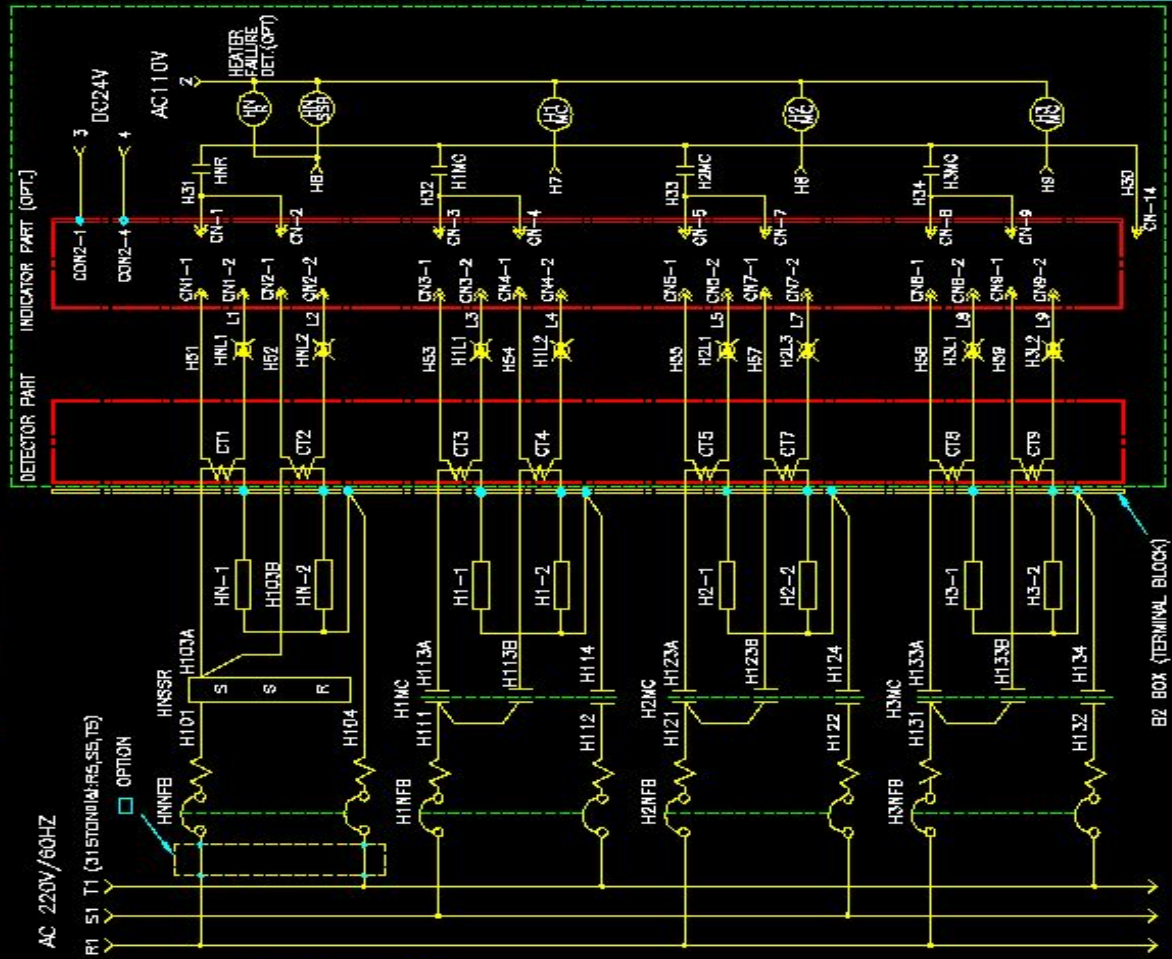 AC 220V/60HZ
R1
S1
T1
OPTION
HNNFB
H101
H104
HNSSR
S
S
R
H103A
H103B
HN-1
HN-2
H1NFB
H111
H112
H1MC
H113A
H113B
H114
H1-1
H1-2
H2NFB
H121
H122
H2MC
H123A
H123B
H124
H2-1
H2-2
H3NFB
H131
H132
H3MC
H133A
H133B
H134
H3-1
H3-2
B2 BOX (TERMINAL BLOCK)
DETECTOR PART
CT1
CT2
CT3
CT4
CT5
CT7
CT8
CT9
H51
HNL1
L1
H52
HNL2
L2
H53
H1L1
L3
H54
H1L2
L4
H55
H2L1
L5
H57
H2L3
L7
H58
H3L1
L8
H59
H3L2
L9
INDICATOR PART (OPT.)
CON2-1
CON2-4
CN1-1
CN1-2
CN2-1
CN2-2
CN3-1
CN3-2
CN4-1
CN4-2
CN5-1
CN5-2
CN7-1
CN7-2
CN8-1
CN8-2
CN9-1
CN9-2
CN-1
CN-2
CN-3
CN-4
CN-5
CN-7
CN-8
CN-9
CN-14
3
4
DC24V
AC110V
2
H31
HNR
H8
H32
H1MC
H7
H33
H2MC
H34
H3MC
H9
H30
HEATER
FAILURE
DET.(OPT)
HN
R
HN
SSR
H1
MC
H2
MC
H3
MC